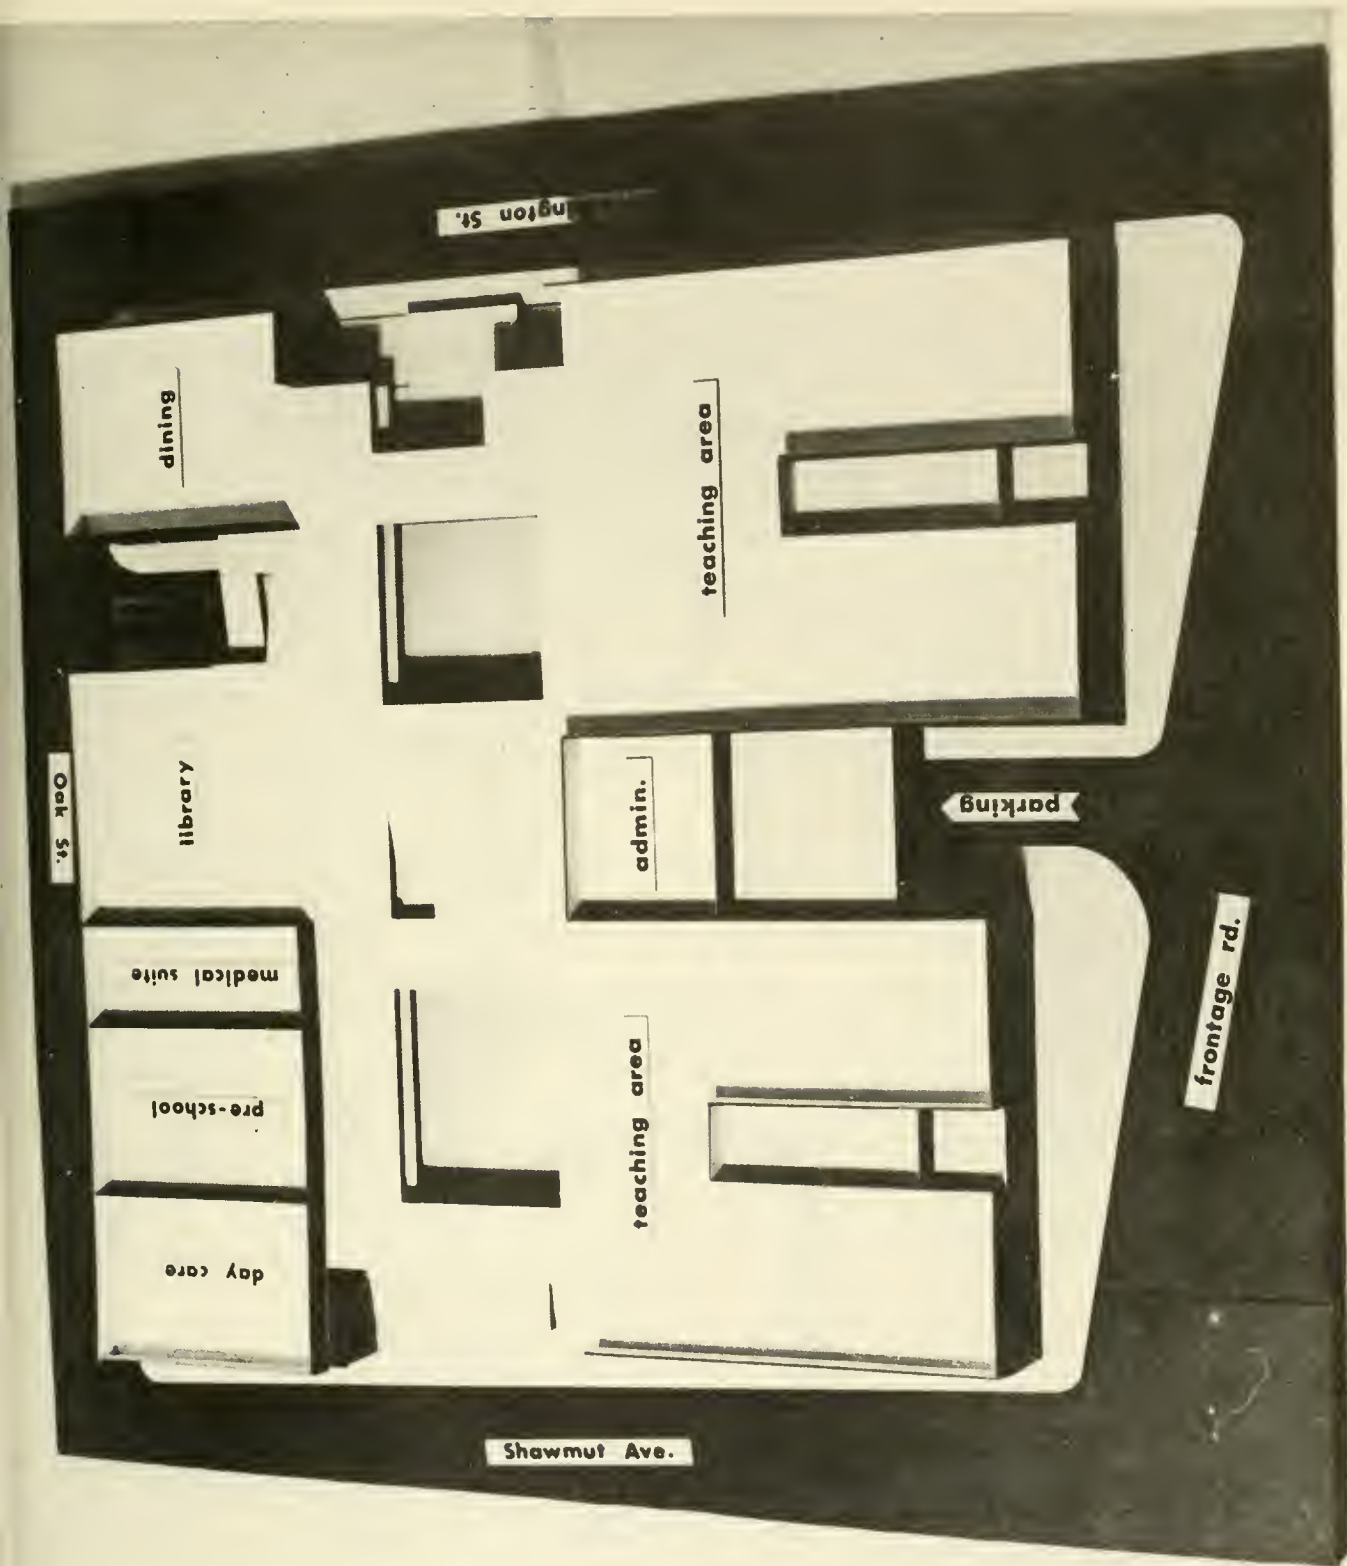 ngton St.
dining
teaching area
library
Oak St.
admin.
parking
medical suite
frontage rd.
pre-school
teaching area
day care
Shawmut Ave.